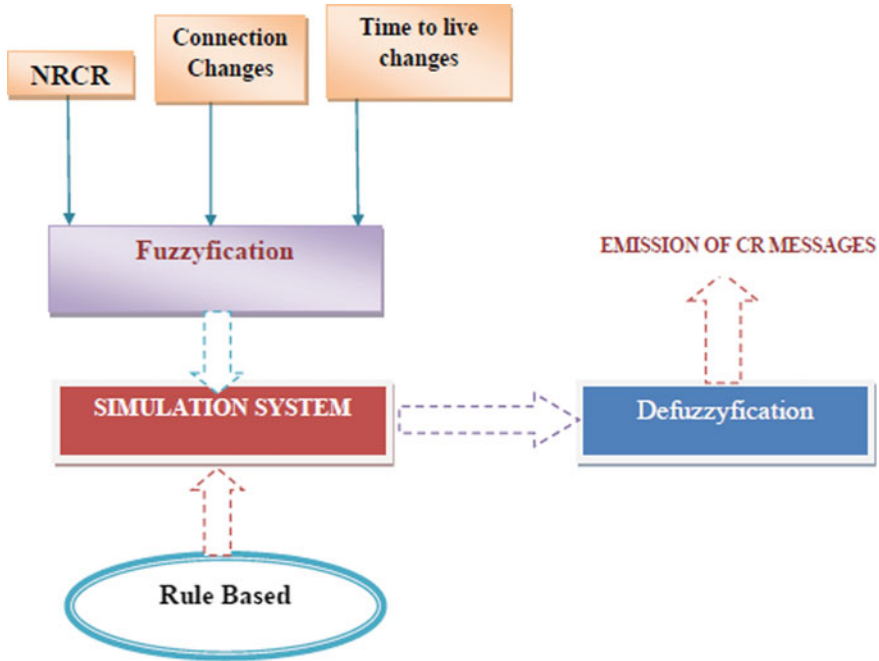 NRCR
Connection
Changes
Time to live
changes
Fuzzyfication
EMISSION OF CR MESSAGES
SIMULATION SYSTEM
Defuzzyfication
Rule Based